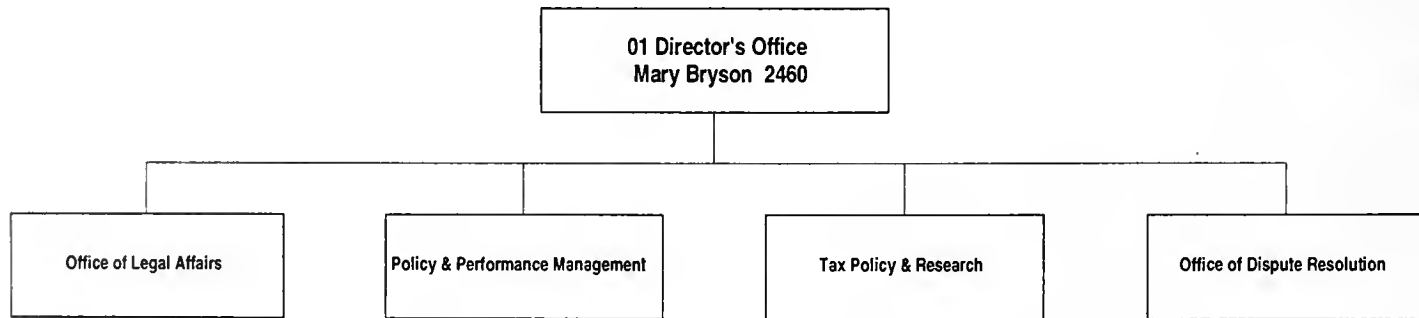 01 Director's Office
Mary Bryson 2460
Office of Legal Affairs
Policy & Performance Management
Tax Policy & Research
Office of Dispute Resolution